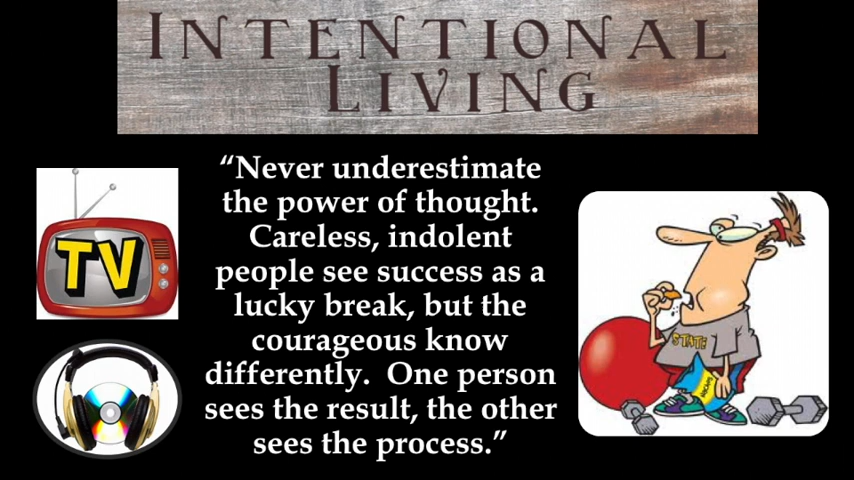 INTENTIONAL
LIVING
“Never underestimate
the power of thought.
Careless, indolent
people see success as a
lucky break, but the
courageous know
differently.  One person
sees the result, the other
sees the process.”
TV
STATE